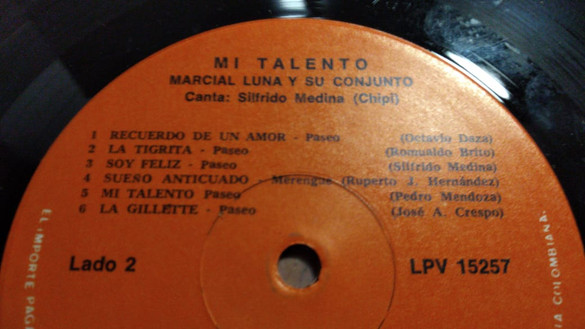 MI TALENTO
MARCIAL LUNA Y SU CONJUNTO
Canta: Silfrido Medina (Chipi)
1 RECUERDO DE UN AMOR - Paseo (Octavio Daza)
2 LA TIGRITA - Paseo (Romualdo Brito)
3 SOY FELIZ - Paseo (Silfrido Medina)
4 SUEÑO ANTICUADO - Merengue (Ruperto J. Hernández)
5 MI TALENTO Paseo (Pedro Mendoza)
6 LA GILLETTE - Paseo (José A. Crespo)
Lado 2
LPV 15257
EL IMPORTE PAG
IA COLOMBIANA.